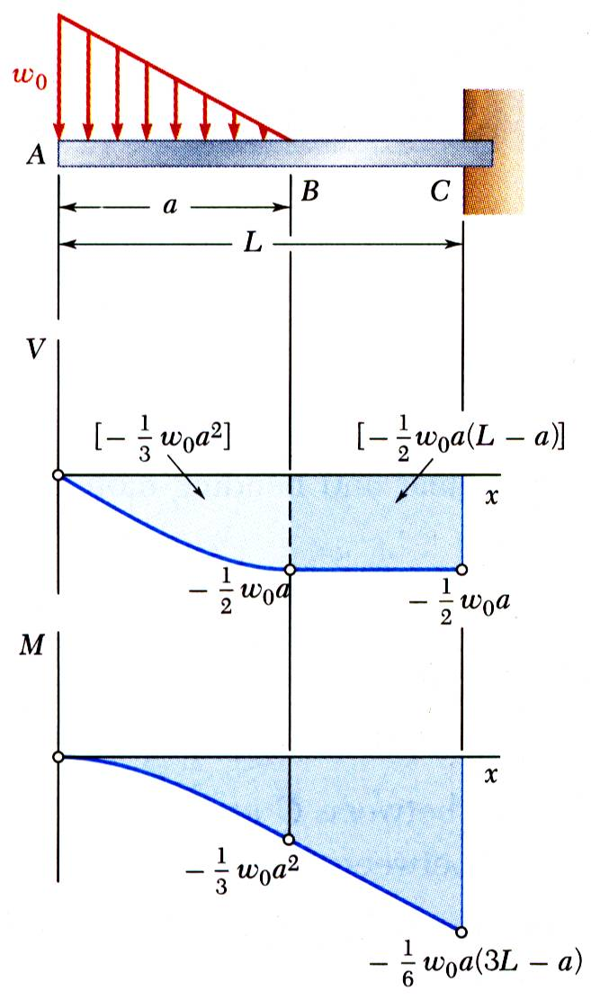 w₀
A
B
C
a
L
V
[− 1/3 w₀a²]
[− 1/2 w₀a(L − a)]
x
− 1/2 w₀a
− 1/2 w₀a
M
x
− 1/3 w₀a²
− 1/6 w₀a(3L − a)